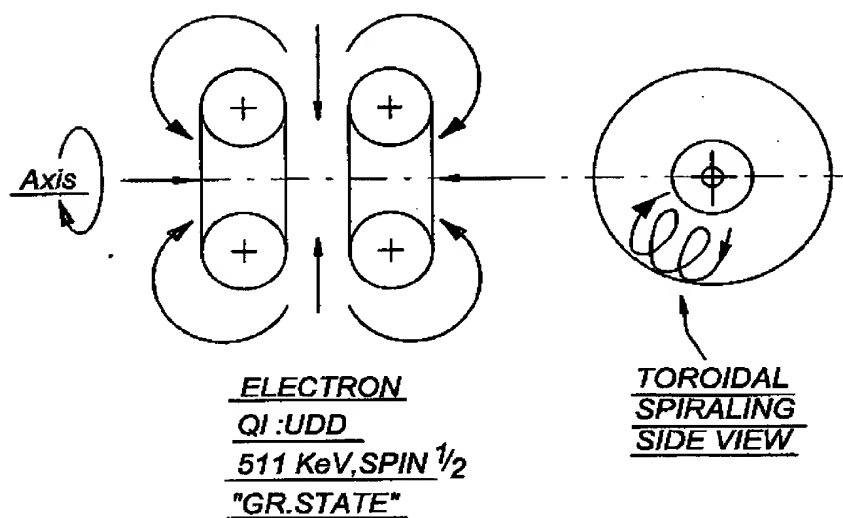 Axis
ELECTRON
QI :UDD
511 KeV,SPIN 1/2
"GR.STATE"
TOROIDAL
SPIRALING
SIDE VIEW